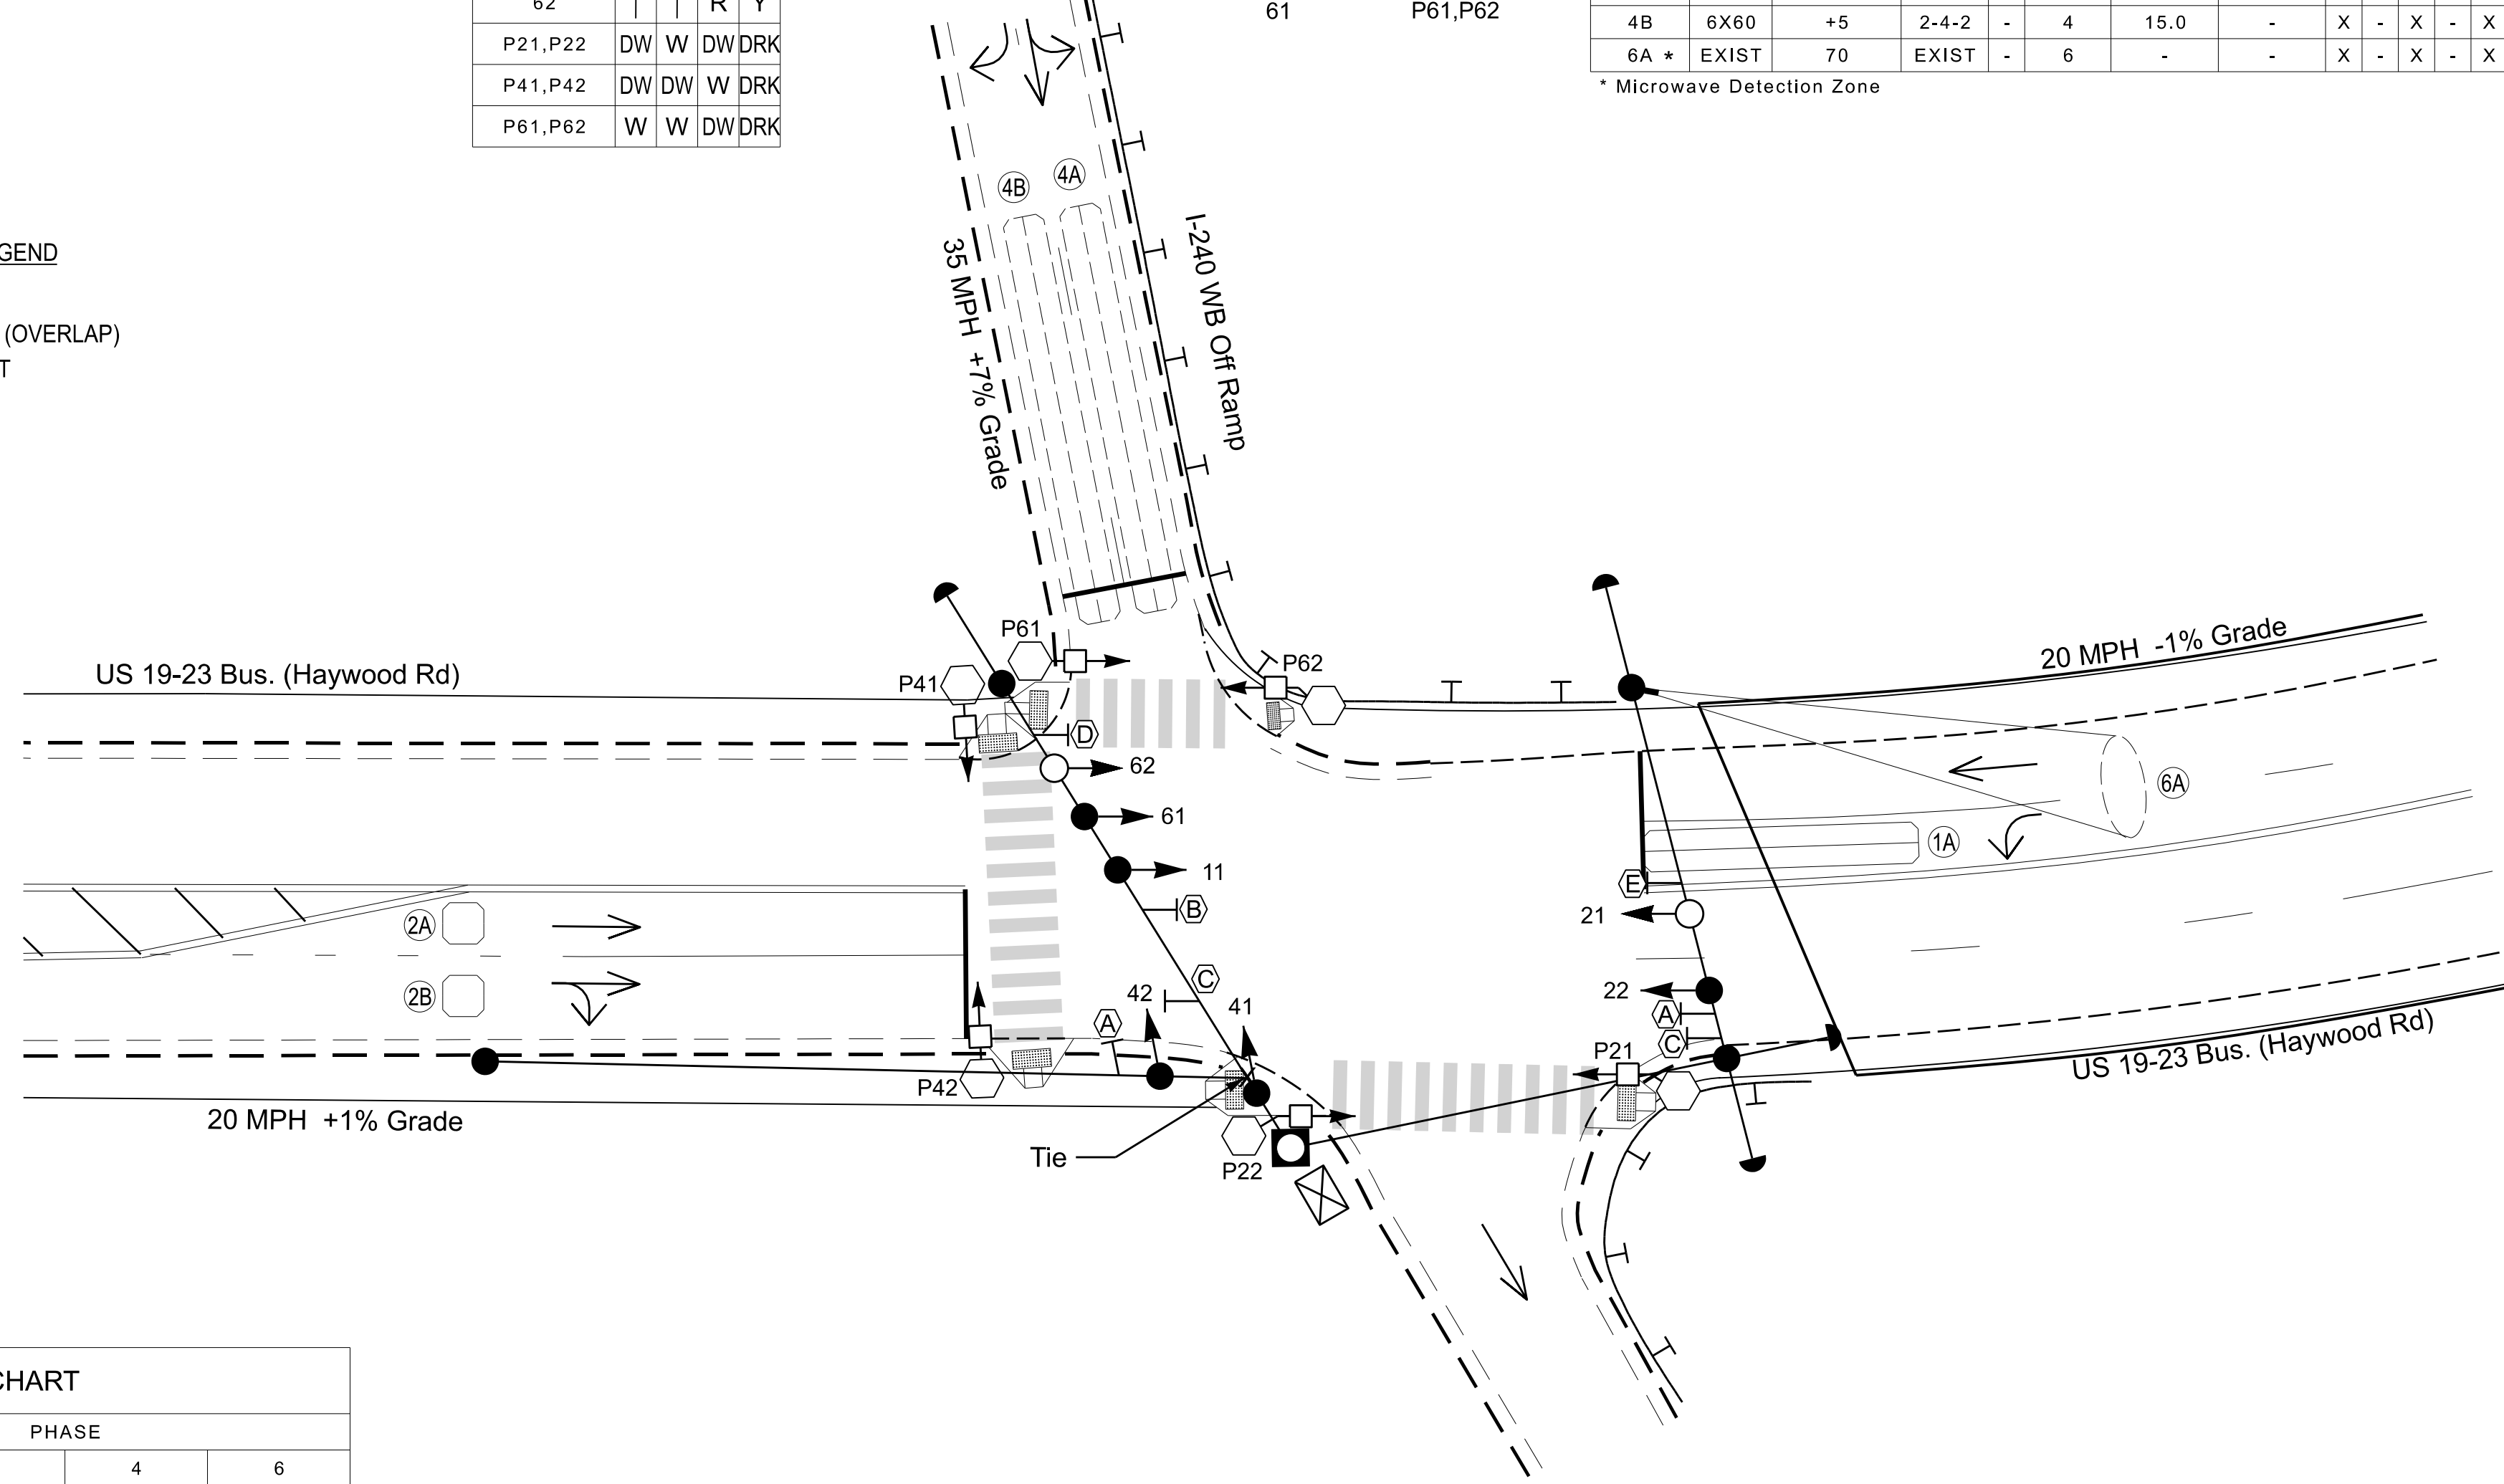 62 R Y
P21,P22 DW W DW DRK
P41,P42 DW DW W DRK
P61,P62 W W DW DRK
61 P61,P62
4B 6X60 +5 2-4-2 - 4 15.0 - X - X - X
6A * EXIST 70 EXIST - 6 - - X - X - X
* Microwave Detection Zone
(OVERLAP)
4B
4A
35 MPH +7% Grade
I-240 WB Off Ramp
US 19-23 Bus. (Haywood Rd)
P61
P41
P62
20 MPH -1% Grade
D
62
61
11
B
6A
1A
E
21
2A
2B
C
42
41
A
22
A
C
P21
P42
US 19-23 Bus. (Haywood Rd)
20 MPH +1% Grade
Tie
P22
PHASE
4 6